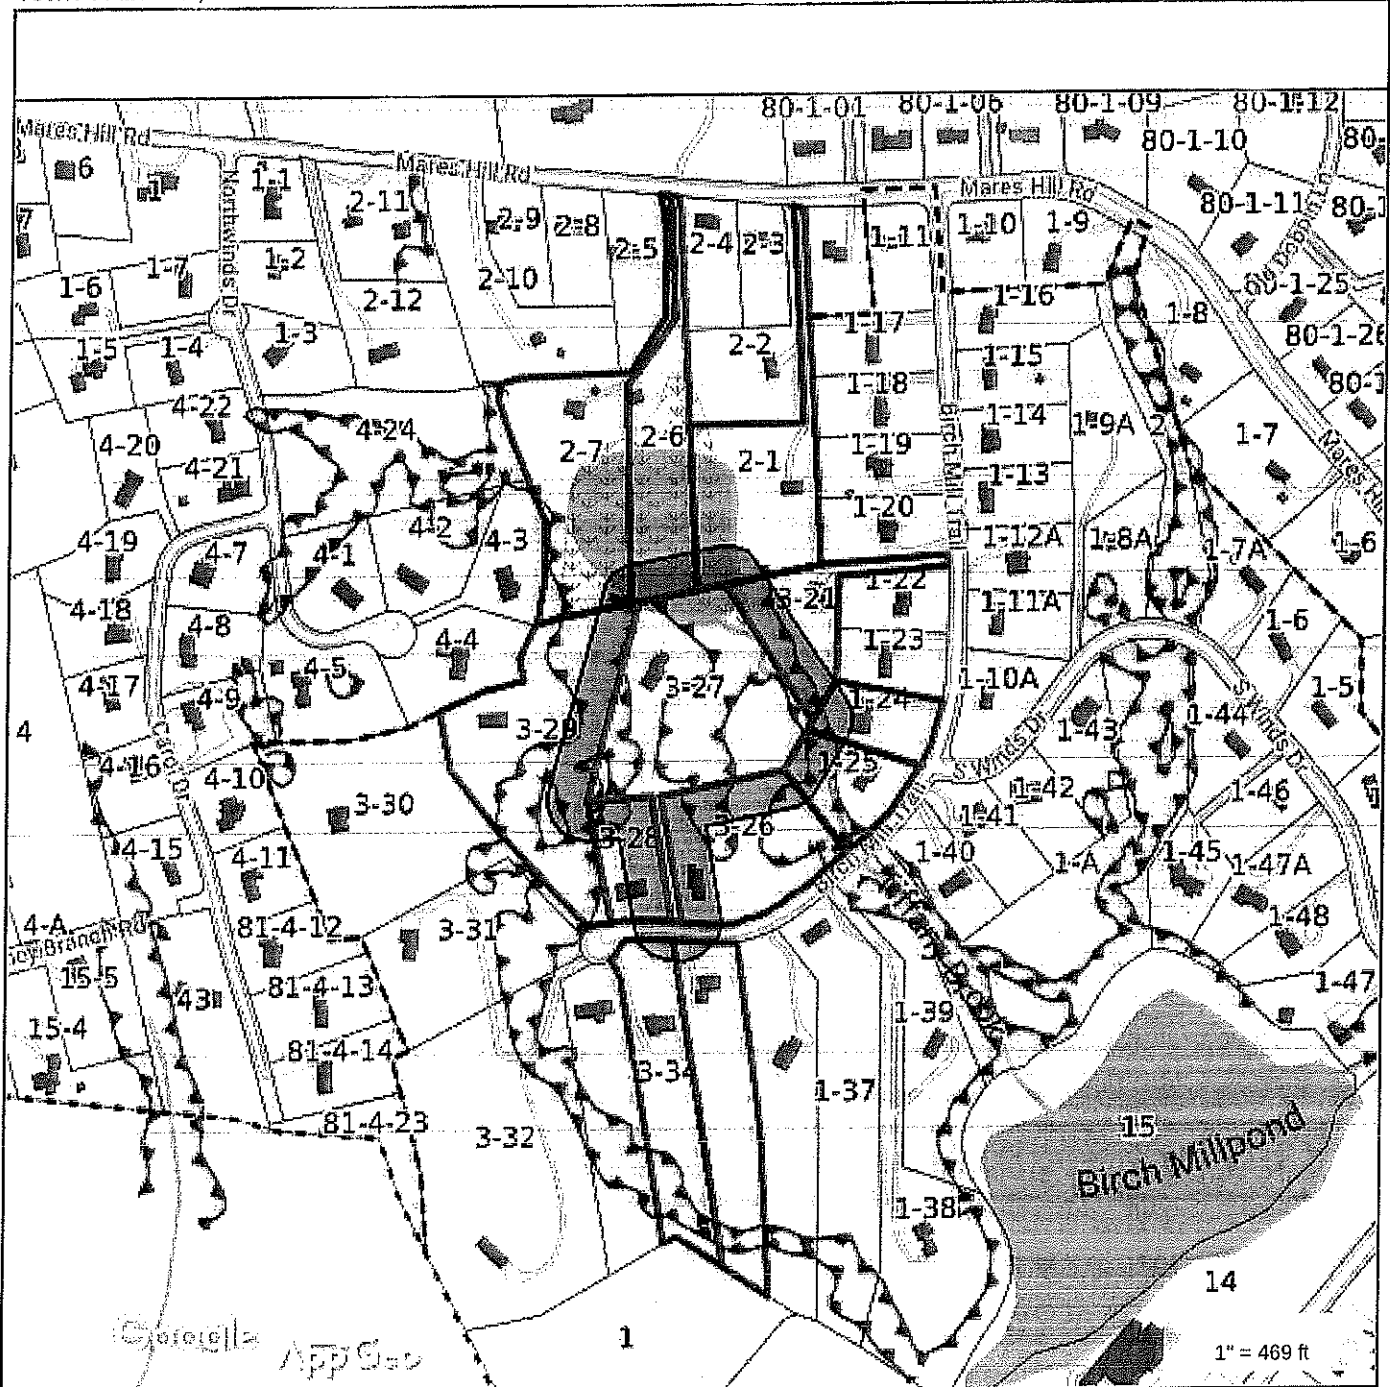 80-1-01 80-1-06 80-1-09 80-1-12
Mares Hill Rd 80-1-10
6 1-1 Mares Hill Rd Mares Hill Rd
Northwinds Dr 2-11 2-9 2-8 2-5 2-4 2-3 1-11 1-10 1-9 80-1-11
1-7 1-2 2-10
1-6 2-12 1-16 1-8 80-1-25
1-5 1-4 1-3 2-2 1-17 1-15 80-1-26
4-22 1-18
4-20 4-24 2-7 2-6 2-1 1-19 Birch Mill Trail 1-14 1-9A 2 1-7 Mares Hill
4-21 1-13
4-19 4-7 4-1 4-2 4-3 1-20 1-12A 1-8A 1-7A 1-6
4-18 4-8 3-21 1-22 1-11A 1-6
4-17 4-9 4-5 4-4 3-27 1-23 1-10A 1-5
4 3-29 1-24 S Winds Dr 1-43 1-44 S Winds Dr
4-16 4-10 3-30 1-25 1-42 1-46
4-15 4-11 3-28 3-26 Birch Mill Trail 1-41 1-40 1-A 1-45 1-47A
4-A 81-4-12 3-31 1-48
15-5 43 81-4-13 1-39 1-47
15-4 81-4-14 3-34 1-37
81-4-23 3-32 15
Birch Millpond
1-38
14
1
Google AppGeo 1" = 469 ft